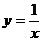 y = 1/x